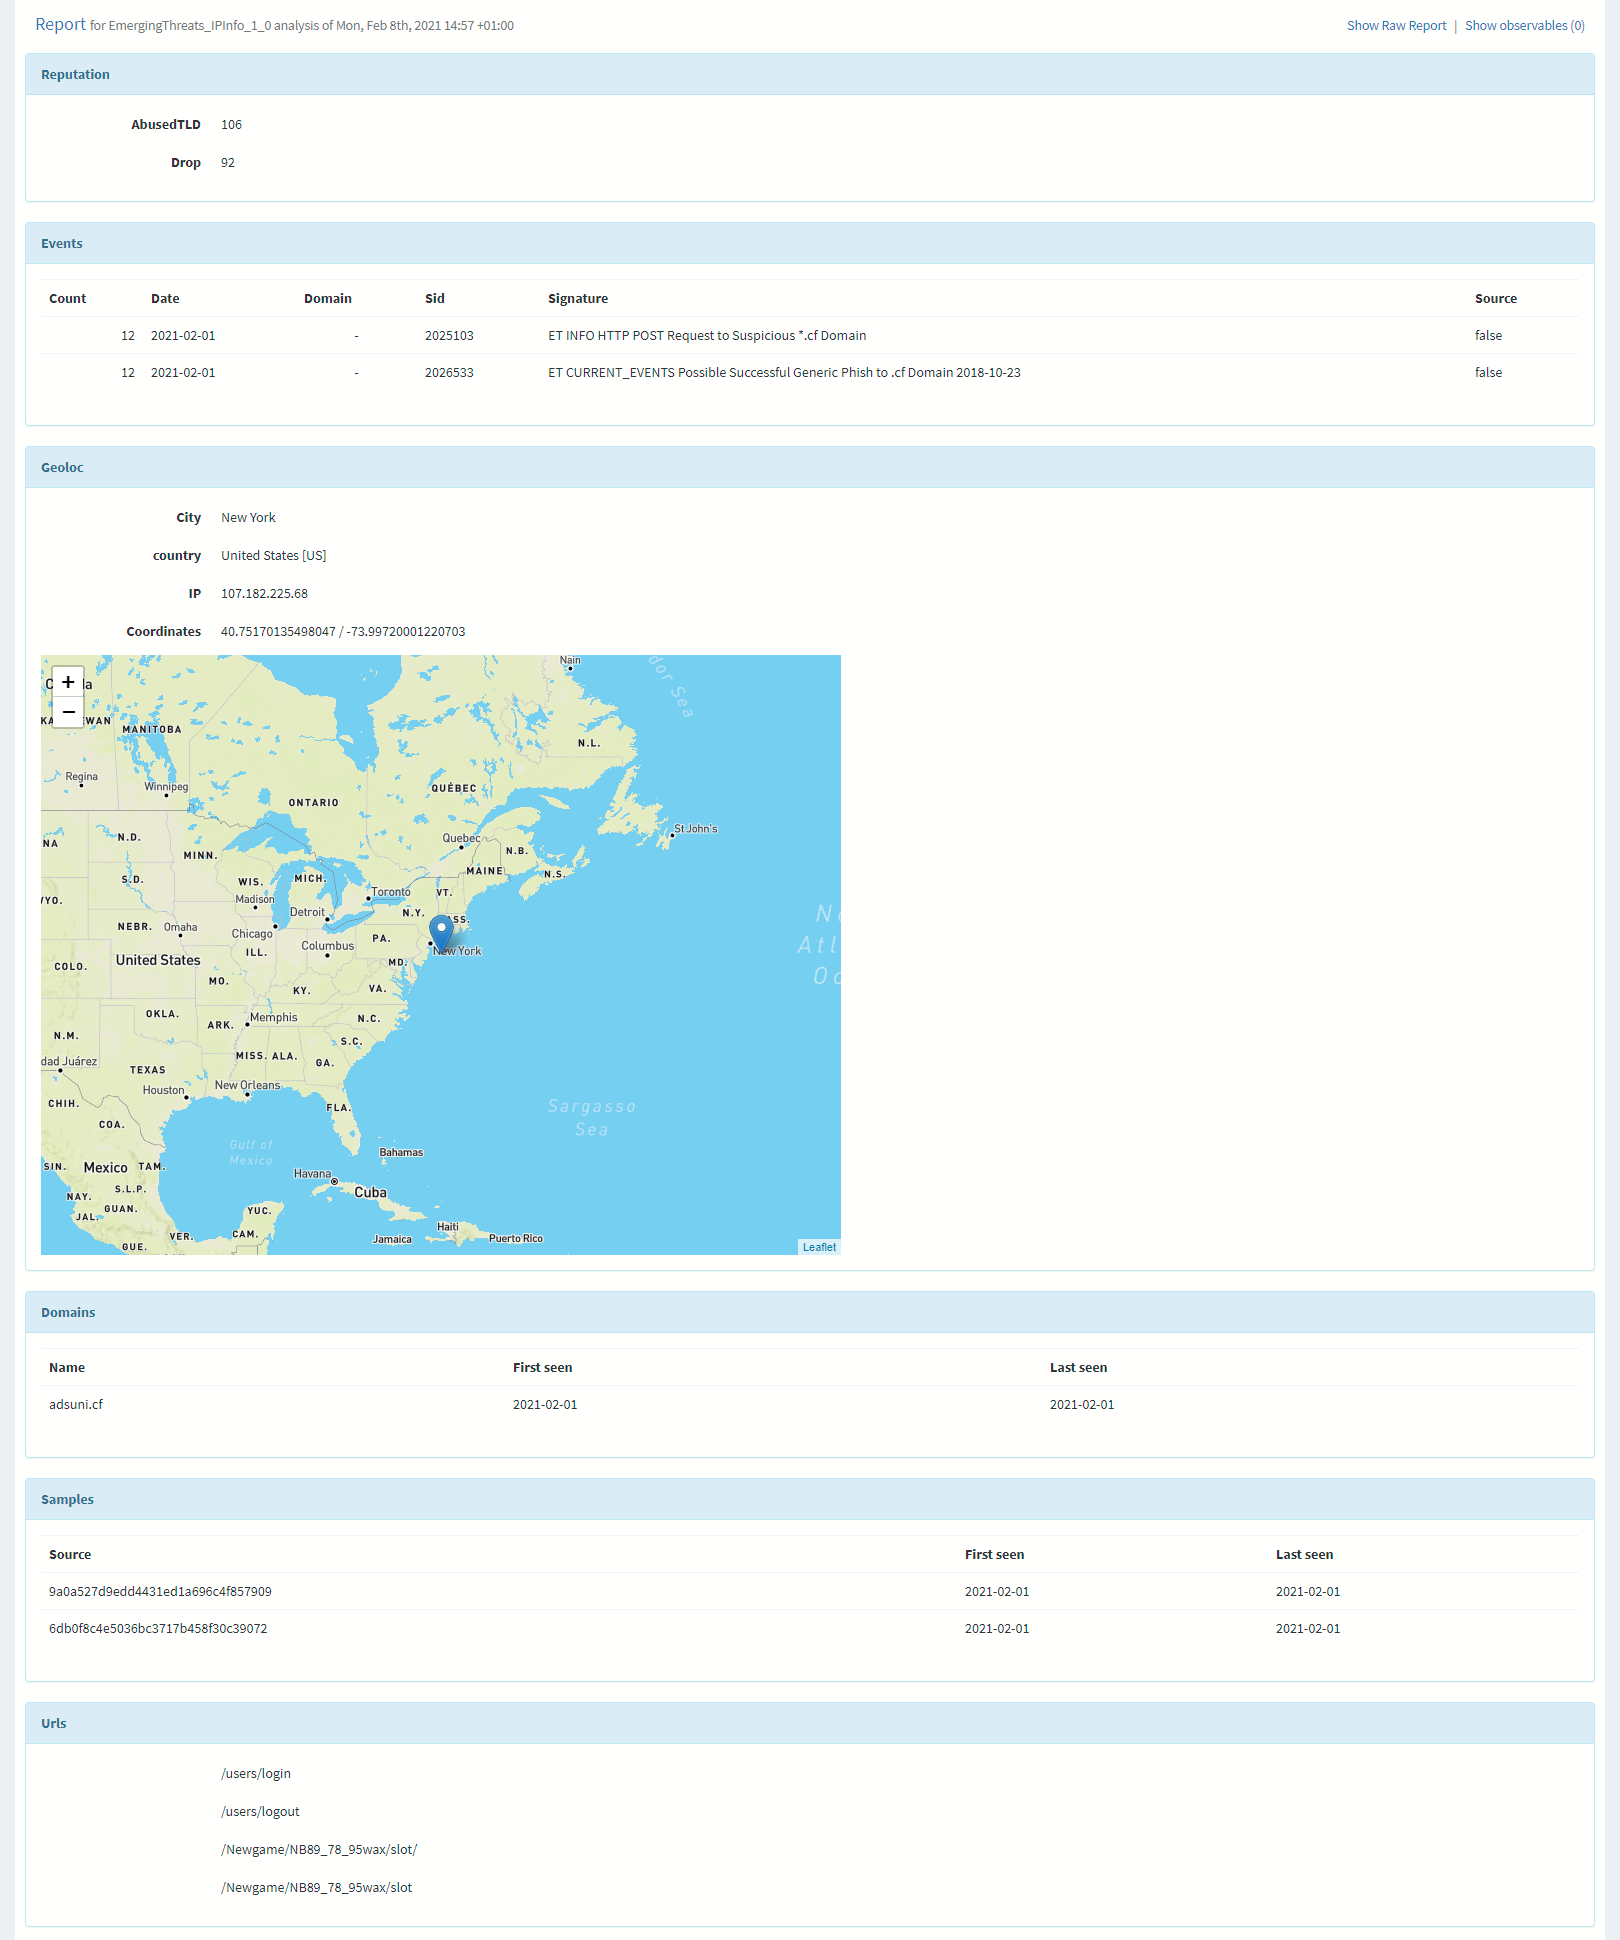 Report for EmergingThreats_IPInfo_1_0 analysis of Mon, Feb 8th, 2021 14:57 +01:00
Show Raw Report | Show observables (0)
Reputation
AbusedTLD 106
Drop 92
Events
Count Date Domain Sid Signature Source
12 2021-02-01 - 2025103 ET INFO HTTP POST Request to Suspicious *.cf Domain false
12 2021-02-01 - 2026533 ET CURRENT_EVENTS Possible Successful Generic Phish to .cf Domain 2018-10-23 false
Geoloc
City New York
country United States [US]
IP 107.182.225.68
Coordinates 40.75170135498047 / -73.99720001220703
+
−
Nain
dor Sea
EWAN
MANITOBA
N.L.
Regina
Winnipeg
QUÉBEC
ONTARIO
St John's
N.D.
Quebec
NA
MINN.
N.B.
MAINE
N.S.
S.D.
WIS.
MICH.
YO.
Madison
Toronto
VT.
Detroit
N.Y.
ASS.
NEBR.
Omaha
Chicago
Columbus
PA.
New York
United States
ILL.
MD.
COLO.
MO.
KY.
VA.
OKLA.
ARK.
Memphis
N.C.
N.M.
S.C.
MISS.
ALA.
GA.
dad Juárez
TEXAS
Houston
New Orleans
CHIH.
FLA.
Sargasso
Sea
COA.
Gulf of
Mexico
Bahamas
SIN.
Mexico
TAM.
Havana
Cuba
NAY.
S.L.P.
JAL.
GUAN.
YUC.
VER.
CAM.
Haiti
Jamaica
Puerto Rico
GUE.
Leaflet
Domains
Name First seen Last seen
adsuni.cf 2021-02-01 2021-02-01
Samples
Source First seen Last seen
9a0a527d9edd4431ed1a696c4f857909 2021-02-01 2021-02-01
6db0f8c4e5036bc3717b458f30c39072 2021-02-01 2021-02-01
Urls
/users/login
/users/logout
/Newgame/NB89_78_95wax/slot/
/Newgame/NB89_78_95wax/slot